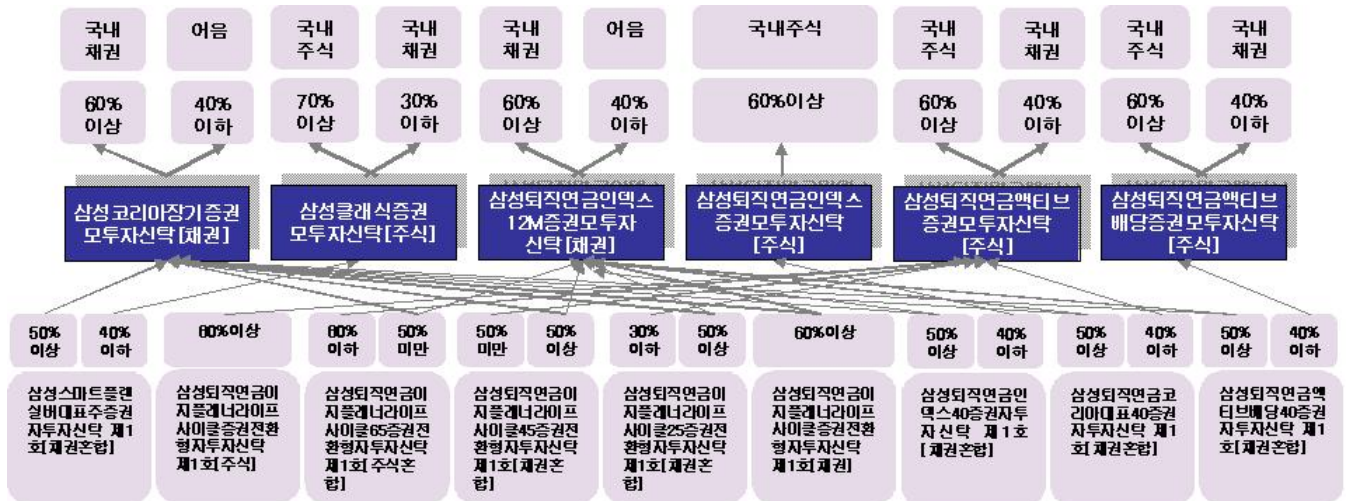 국내
채권
어음
국내
주식
국내
채권
국내
채권
어음
국내주식
국내
주식
국내
채권
국내
주식
국내
채권
60%
이상
40%
이하
70%
이상
30%
이하
60%
이상
40%
이하
60%이상
60%
이상
40%
이하
60%
이상
40%
이하
삼성코리아장기증권
모투자신탁[채권]
삼성클래식증권
모투자신탁[주식]
삼성퇴직연금인덱스
12M증권모투자
신탁[채권]
삼성퇴직연금인덱스
증권모투자신탁
[주식]
삼성퇴직연금액티브
증권모투자신탁
[주식]
삼성퇴직연금액티브
배당증권모투자신탁
[주식]
50%
이상
40%
이하
60%이상
60%
이하
50%
미만
50%
미만
50%
이상
30%
이하
50%
이상
60%이상
50%
이상
40%
이하
50%
이상
40%
이하
50%
이상
40%
이하
삼성스마트플랜
실버대표주증권
자투자신탁 제1
호[채권혼합]
삼성퇴직연금이
지플래너라이프
사이클증권전환
형자투자신탁
제1호[주식]
삼성퇴직연금이
지플래너라이프
사이클65증권전
환형자투자신탁
제1호[주식혼
합]
삼성퇴직연금이
지플래너라이프
사이클45증권전
환형자투자신탁
제1호[채권혼
합]
삼성퇴직연금이
지플래너라이프
사이클25증권전
환형자투자신탁
제1호[채권혼
합]
삼성퇴직연금이
지플래너라이프
사이클증권전환
형자투자신탁
제1호[채권]
삼성퇴직연금인
덱스40증권자투
자신탁 제1호
[채권혼합]
삼성퇴직연금코
리아대표40증권
자투자신탁 제1
호[채권혼합]
삼성퇴직연금액
티브배당40증권
자투자신탁 제1
호[채권혼합]